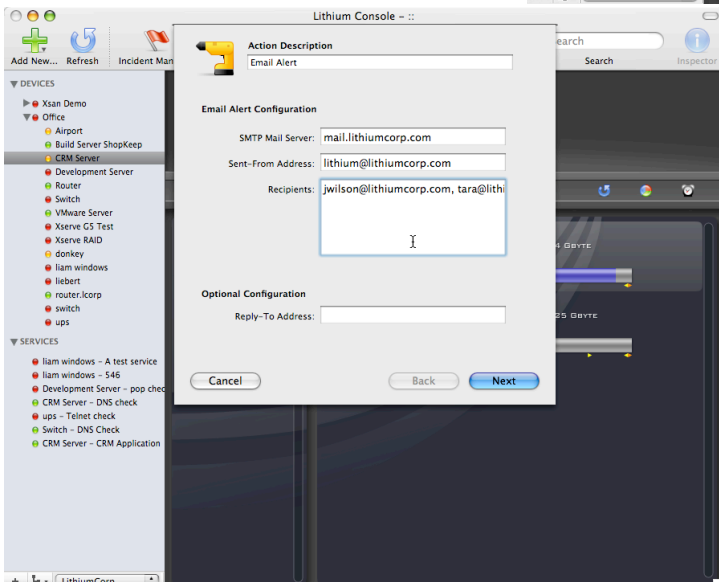 Lithium Console – ::
Add New...
Refresh
Incident Man
earch
Search
Inspector
DEVICES
Xsan Demo
Office
Airport
Build Server ShopKeep
CRM Server
Development Server
Router
Switch
VMware Server
Xserve G5 Test
Xserve RAID
donkey
liam windows
liebert
router.lcorp
switch
ups
SERVICES
liam windows – A test service
liam windows – 546
Development Server – pop chec
CRM Server – DNS check
ups – Telnet check
Switch – DNS Check
CRM Server – CRM Application
LithiumCorp
Action Description
Email Alert
Email Alert Configuration
SMTP Mail Server: mail.lithiumcorp.com
Sent-From Address: lithium@lithiumcorp.com
Recipients: jwilson@lithiumcorp.com, tara@lithi
Optional Configuration
Reply-To Address:
Cancel
Back
Next
4 GBYTE
25 GBYTE